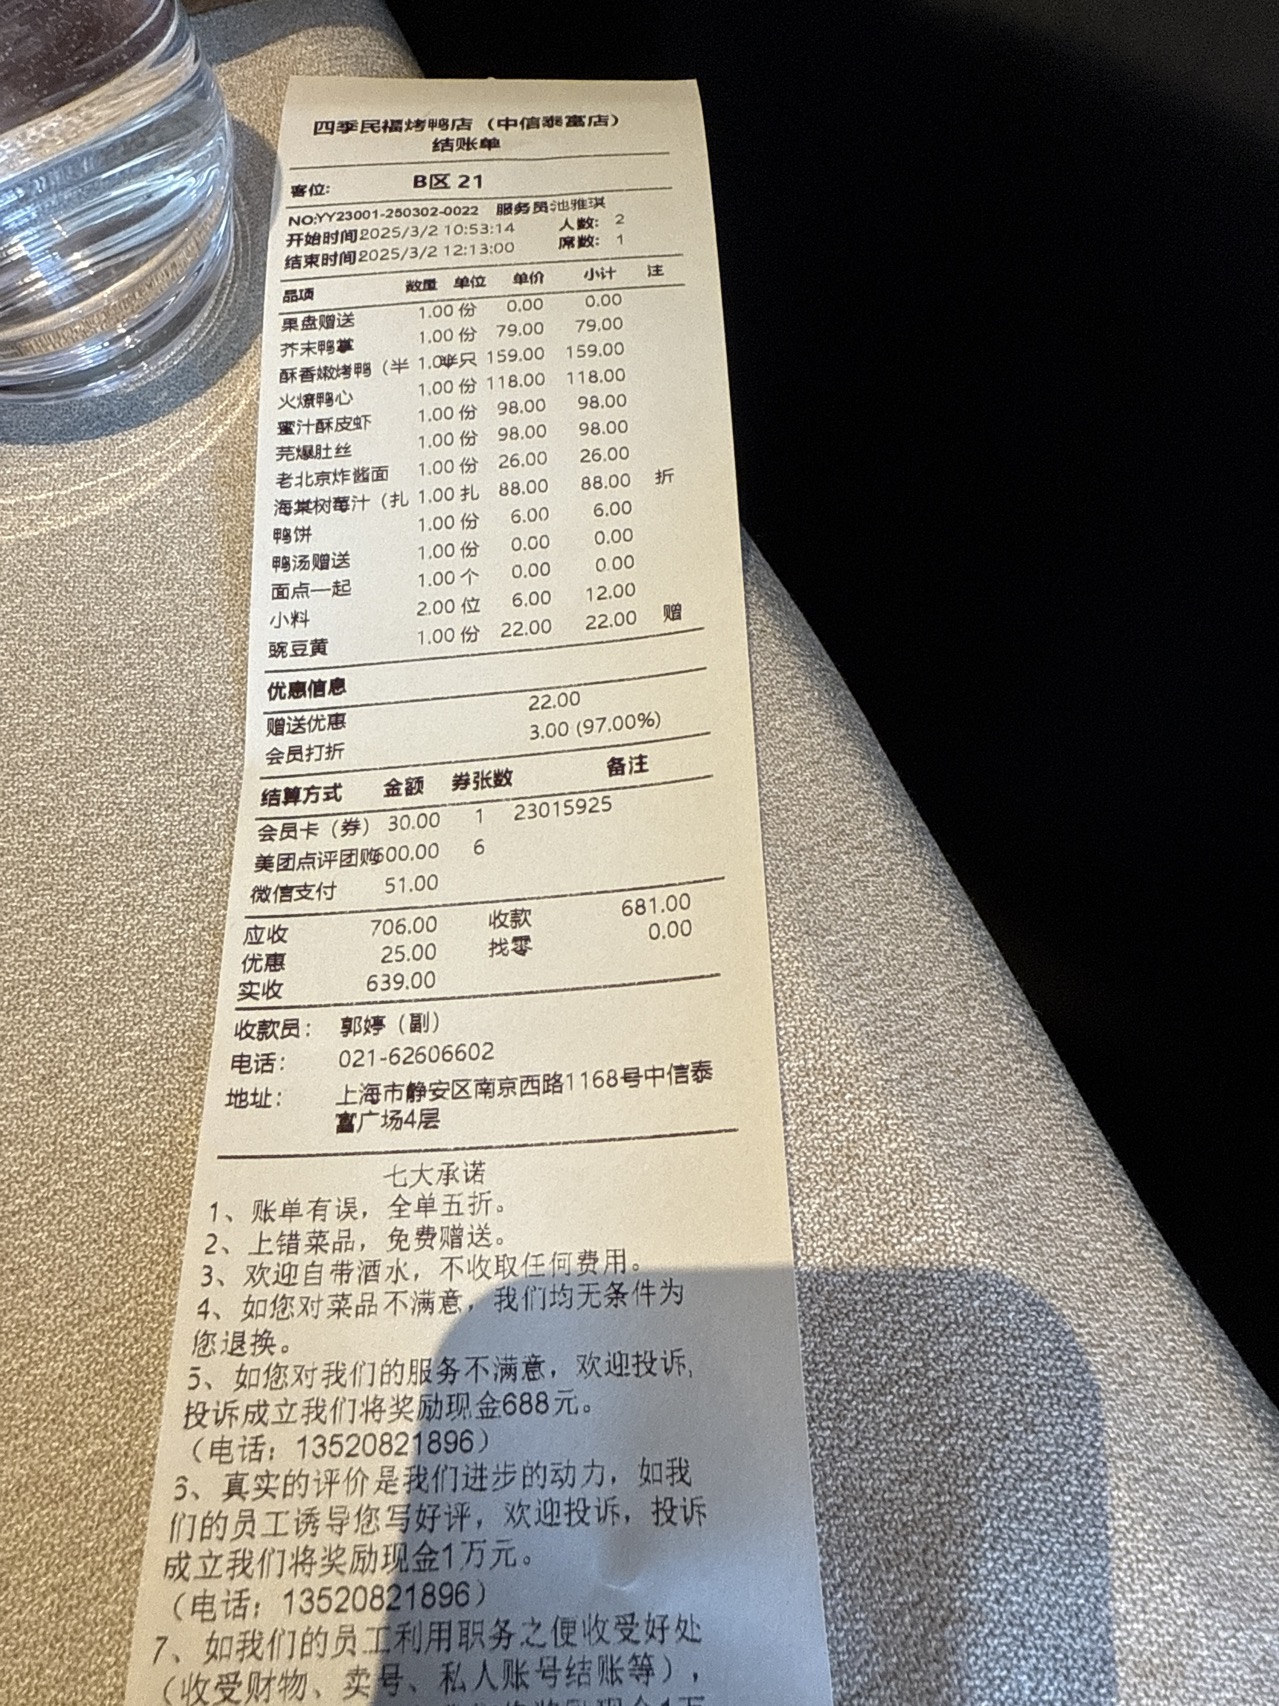 四季民福烤鸭店（中信泰富店）
结账单
客位： B区 21
NO:YY23001-250302-0022 服务员:池雅琪
开始时间2025/3/2 10:53:14 人数： 2
结束时间2025/3/2 12:13:00 席数： 1
品项 数量 单位 单价 小计 注
果盘赠送 1.00 份 0.00 0.00
芥末鸭掌 1.00 份 79.00 79.00
酥香嫩烤鸭（半 1.00半只 159.00 159.00
火燎鸭心 1.00 份 118.00 118.00
蜜汁酥皮虾 1.00 份 98.00 98.00
芫爆肚丝 1.00 份 98.00 98.00
老北京炸酱面 1.00 份 26.00 26.00
海棠树莓汁（扎 1.00 扎 88.00 88.00 折
鸭饼 1.00 份 6.00 6.00
鸭汤赠送 1.00 份 0.00 0.00
面点一起 1.00 个 0.00 0.00
小料 2.00 位 6.00 12.00
豌豆黄 1.00 份 22.00 22.00 赠
优惠信息
赠送优惠 22.00
会员打折 3.00 (97.00%)
结算方式 金额 券张数 备注
会员卡（券） 30.00 1 23015925
美团点评团购600.00 6
微信支付 51.00
应收 706.00 收款 681.00
优惠 25.00 找零 0.00
实收 639.00
收款员： 郭婷（副）
电话： 021-62606602
地址： 上海市静安区南京西路1168号中信泰
富广场4层
七大承诺
1、账单有误，全单五折。
2、上错菜品，免费赠送。
3、欢迎自带酒水，不收取任何费用。
4、如您对菜品不满意，我们均无条件为
您退换。
5、如您对我们的服务不满意，欢迎投诉，
投诉成立我们将奖励现金688元。
（电话：13520821896）
6、真实的评价是我们进步的动力，如我
们的员工诱导您写好评，欢迎投诉，投诉
成立我们将奖励现金1万元。
（电话：13520821896）
7、如我们的员工利用职务之便收受好处
（收受财物、卖号、私人账号结账等），